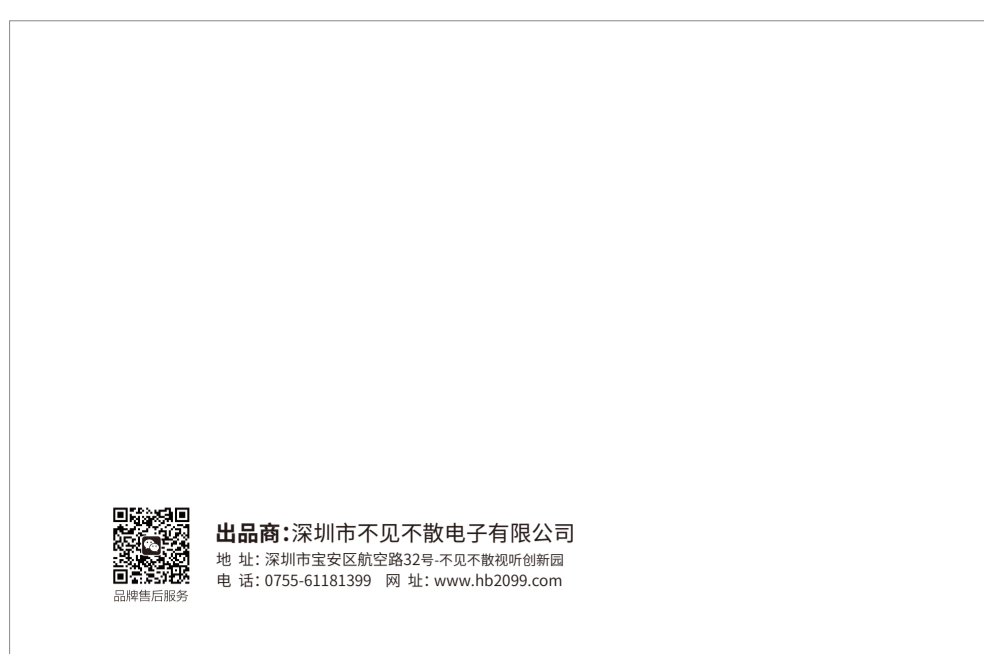 出品商：深圳市不见不散电子有限公司
地 址：深圳市宝安区航空路32号-不见不散视听创新园
电 话：0755-61181399 网 址：www.hb2099.com
品牌售后服务